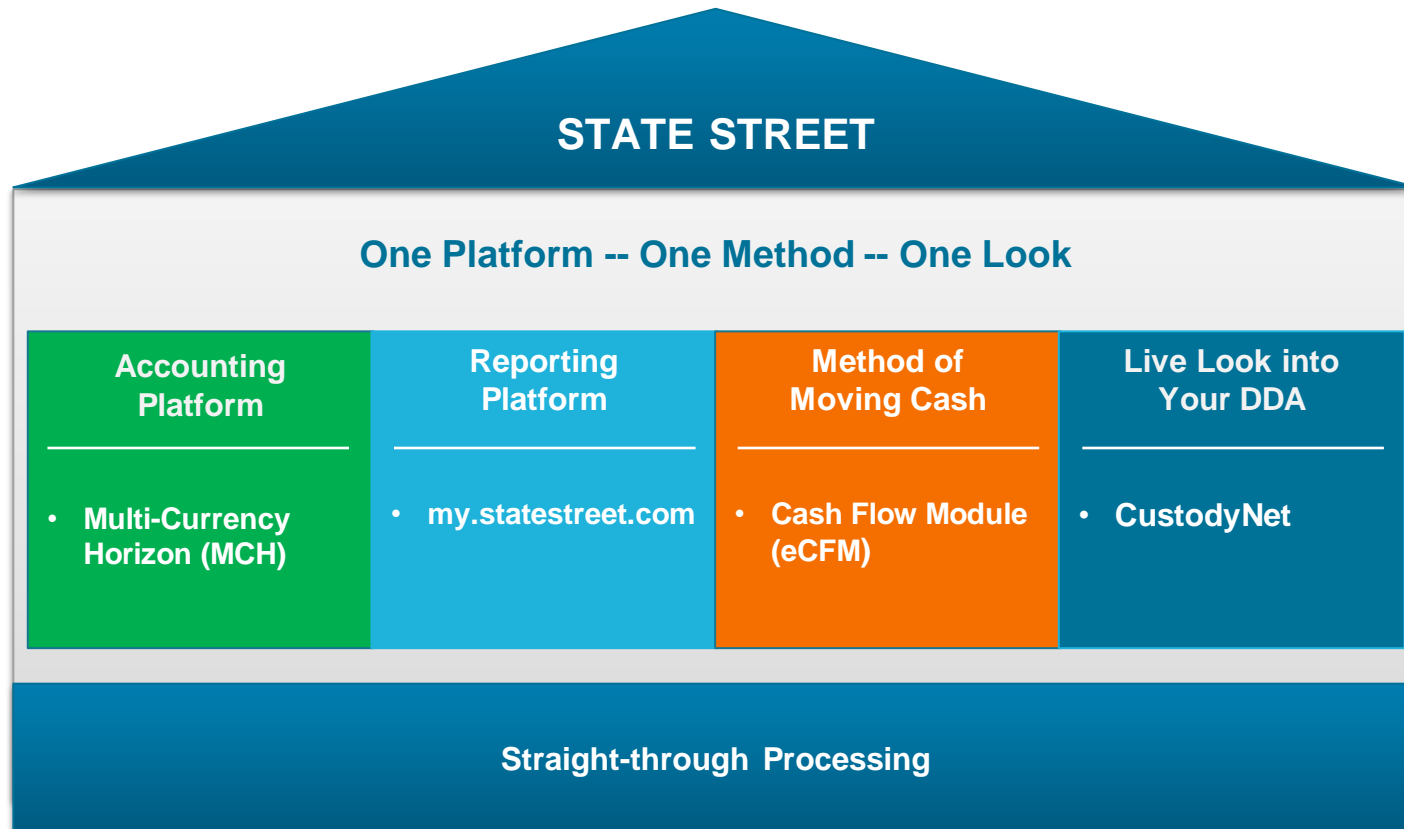 STATE STREET
One Platform -- One Method -- One Look
Accounting
Platform
• Multi-Currency
Horizon (MCH)
Reporting
Platform
• my.statestreet.com
Method of
Moving Cash
• Cash Flow Module
(eCFM)
Live Look into
Your DDA
• CustodyNet
Straight-through Processing